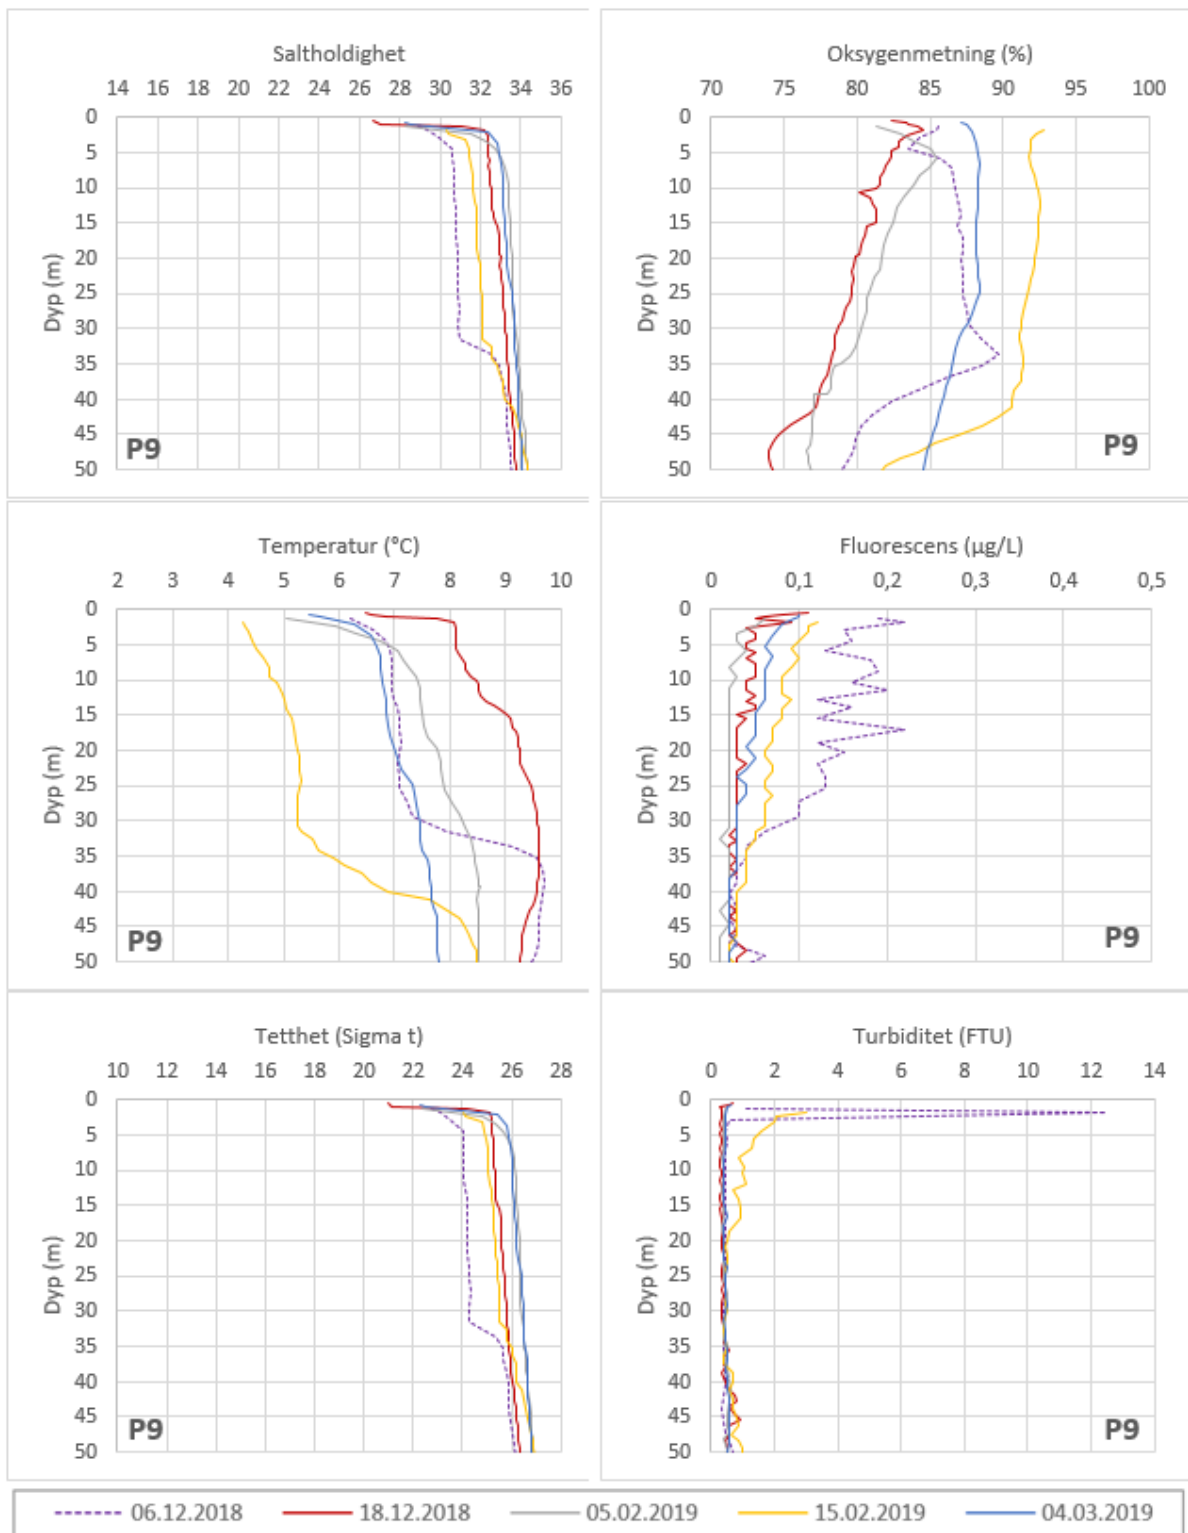 Saltholdighet
14 16 18 20 22 24 26 28 30 32 34 36
0
5
10
15
20
25
30
35
40
45
50
Dyp (m)
P9
Oksygenmetning (%)
70 75 80 85 90 95 100
0
5
10
15
20
25
30
35
40
45
50
Dyp (m)
P9
Temperatur (°C)
2 3 4 5 6 7 8 9 10
0
5
10
15
20
25
30
35
40
45
50
Dyp (m)
P9
Fluorescens (µg/L)
0 0,1 0,2 0,3 0,4 0,5
0
5
10
15
20
25
30
35
40
45
50
Dyp (m)
P9
Tetthet (Sigma t)
10 12 14 16 18 20 22 24 26 28
0
5
10
15
20
25
30
35
40
45
50
Dyp (m)
P9
Turbiditet (FTU)
0 2 4 6 8 10 12 14
0
5
10
15
20
25
30
35
40
45
50
Dyp (m)
P9
06.12.2018 18.12.2018 05.02.2019 15.02.2019 04.03.2019